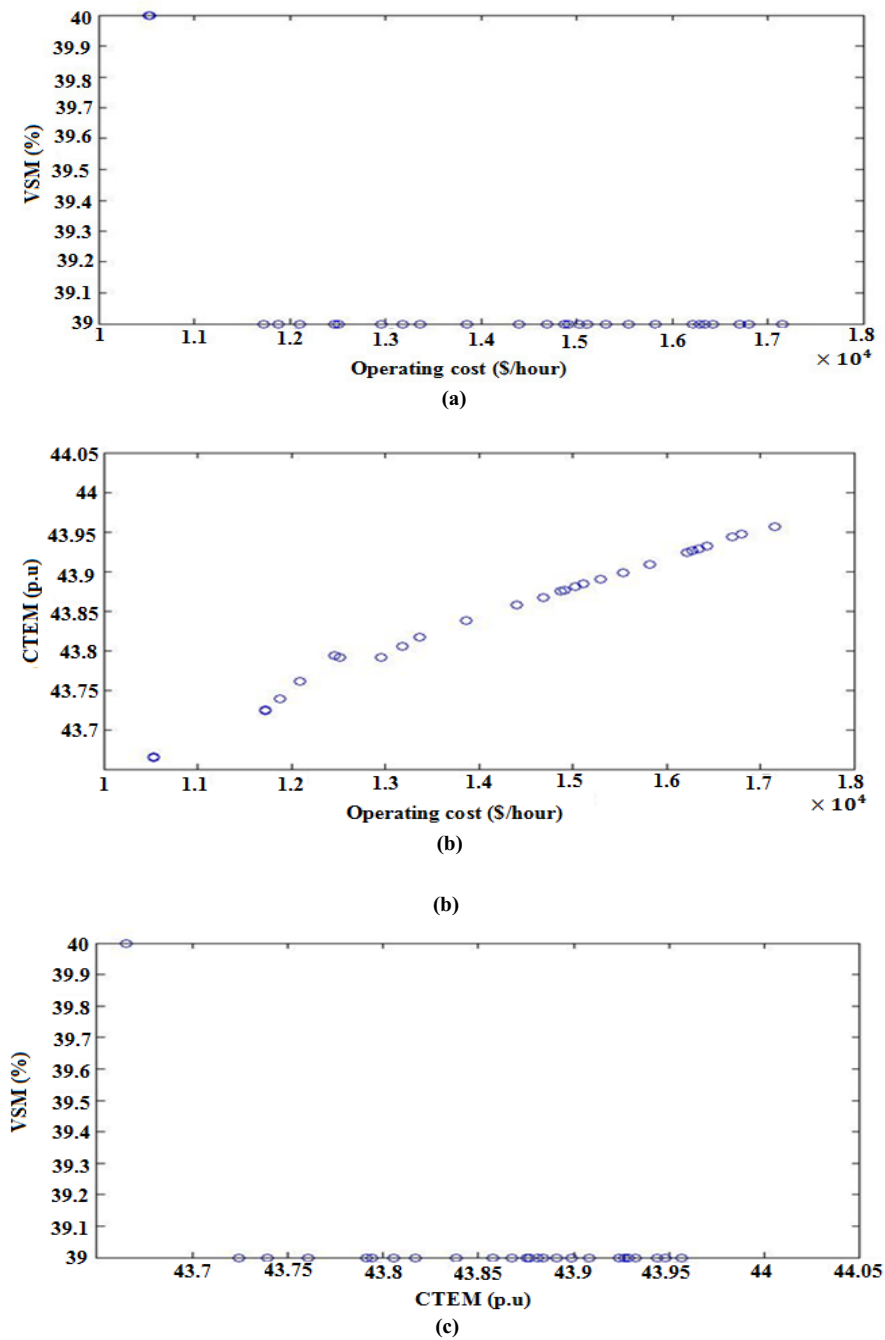 40
39.9
39.8
39.7
39.6
39.5
39.4
39.3
39.2
39.1
39
VSM (%)
1 1.1 1.2 1.3 1.4 1.5 1.6 1.7 1.8
× 10⁴
Operating cost ($/hour)
(a)
44.05
44
43.95
43.9
43.85
43.8
43.75
43.7
CTEM (p.u)
1 1.1 1.2 1.3 1.4 1.5 1.6 1.7 1.8
× 10⁴
Operating cost ($/hour)
(b)
(b)
40
39.9
39.8
39.7
39.6
39.5
39.4
39.3
39.2
39.1
39
VSM (%)
43.7 43.75 43.8 43.85 43.9 43.95 44 44.05
CTEM (p.u)
(c)